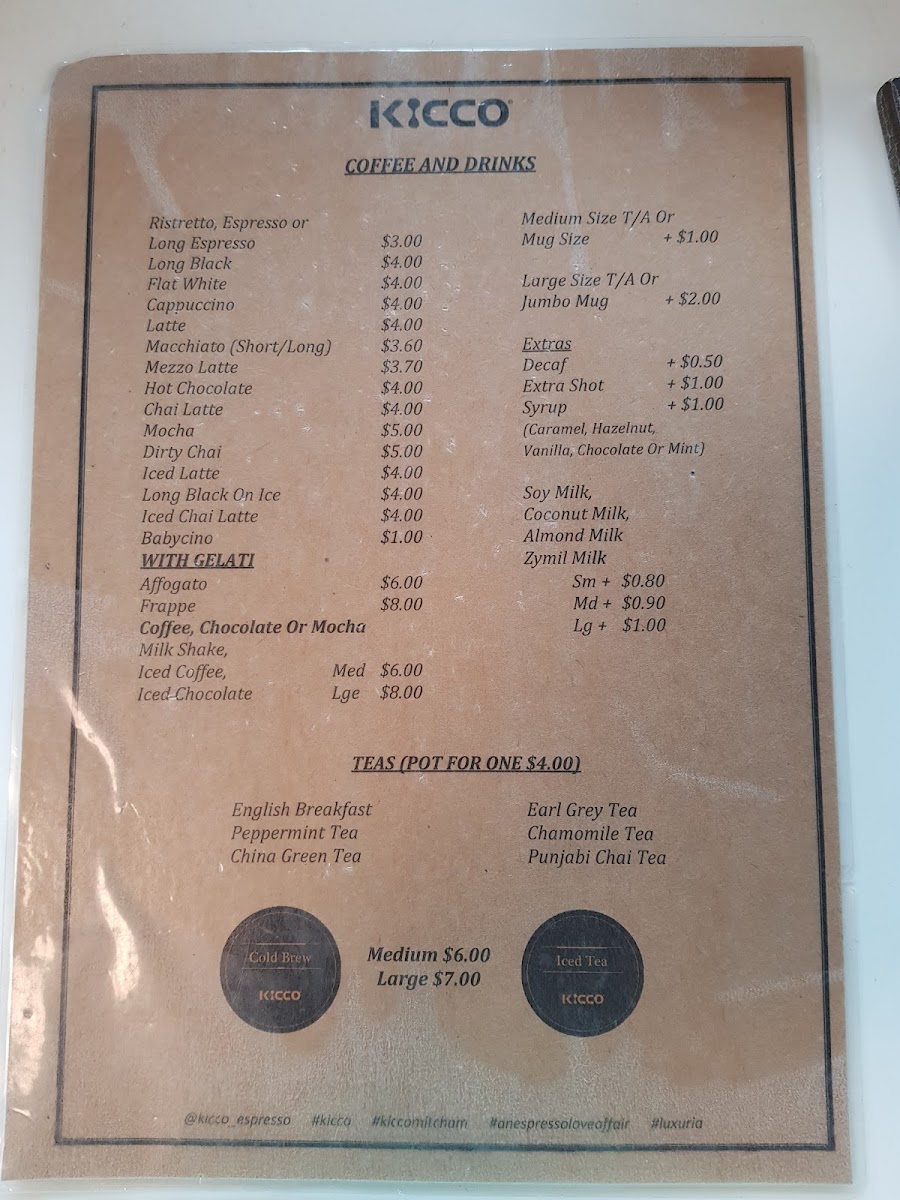 KICCO
COFFEE AND DRINKS
Ristretto, Espresso or
Long Espresso $3.00
Long Black $4.00
Flat White $4.00
Cappuccino $4.00
Latte $4.00
Macchiato (Short/Long) $3.60
Mezzo Latte $3.70
Hot Chocolate $4.00
Chai Latte $4.00
Mocha $5.00
Dirty Chai $5.00
Iced Latte $4.00
Long Black On Ice $4.00
Iced Chai Latte $4.00
Babycino $1.00
WITH GELATI
Affogato $6.00
Frappe $8.00
Coffee, Chocolate Or Mocha
Milk Shake,
Iced Coffee, Med $6.00
Iced Chocolate Lge $8.00
Medium Size T/A Or
Mug Size + $1.00
Large Size T/A Or
Jumbo Mug + $2.00
Extras
Decaf + $0.50
Extra Shot + $1.00
Syrup + $1.00
(Caramel, Hazelnut,
Vanilla, Chocolate Or Mint)
Soy Milk,
Coconut Milk,
Almond Milk
Zymil Milk
Sm + $0.80
Md + $0.90
Lg + $1.00
TEAS (POT FOR ONE $4.00)
English Breakfast
Peppermint Tea
China Green Tea
Earl Grey Tea
Chamomile Tea
Punjabi Chai Tea
Cold Brew
KICCO
Medium $6.00
Large $7.00
Iced Tea
KICCO
@kicco_espresso #kicco #kiccomitcham #anespressoloveaffair #luxuria